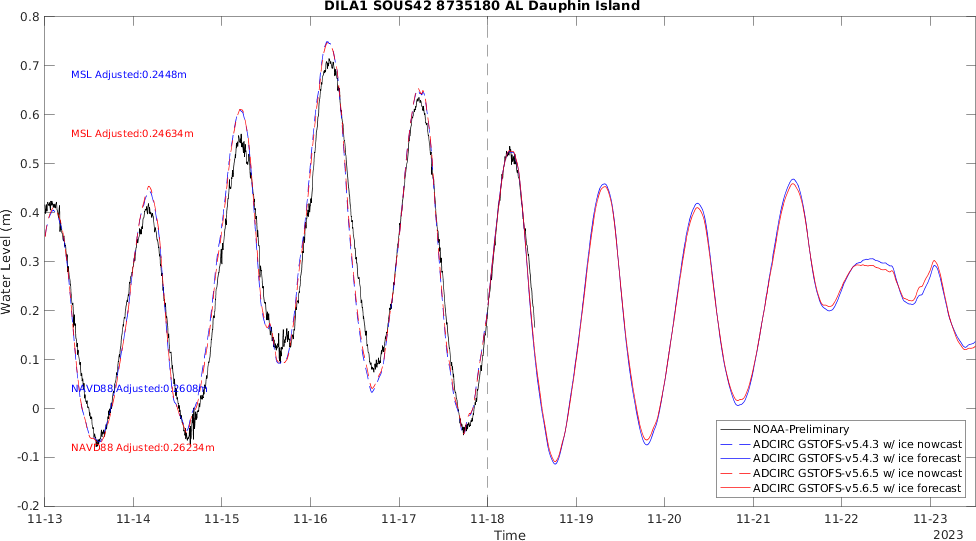 DILA1 SOUS42 8735180 AL Dauphin Island
0.8
0.7
0.6
0.5
0.4
0.3
0.2
0.1
0
-0.1
-0.2
Water Level (m)
MSL Adjusted:0.2448m
MSL Adjusted:0.24634m
NAVD88 Adjusted:0.2608m
NAVD88 Adjusted:0.26234m
NOAA-Preliminary
ADCIRC GSTOFS-v5.4.3 w/ ice nowcast
ADCIRC GSTOFS-v5.4.3 w/ ice forecast
ADCIRC GSTOFS-v5.6.5 w/ ice nowcast
ADCIRC GSTOFS-v5.6.5 w/ ice forecast
11-13 11-14 11-15 11-16 11-17 11-18 11-19 11-20 11-21 11-22 11-23
Time
2023